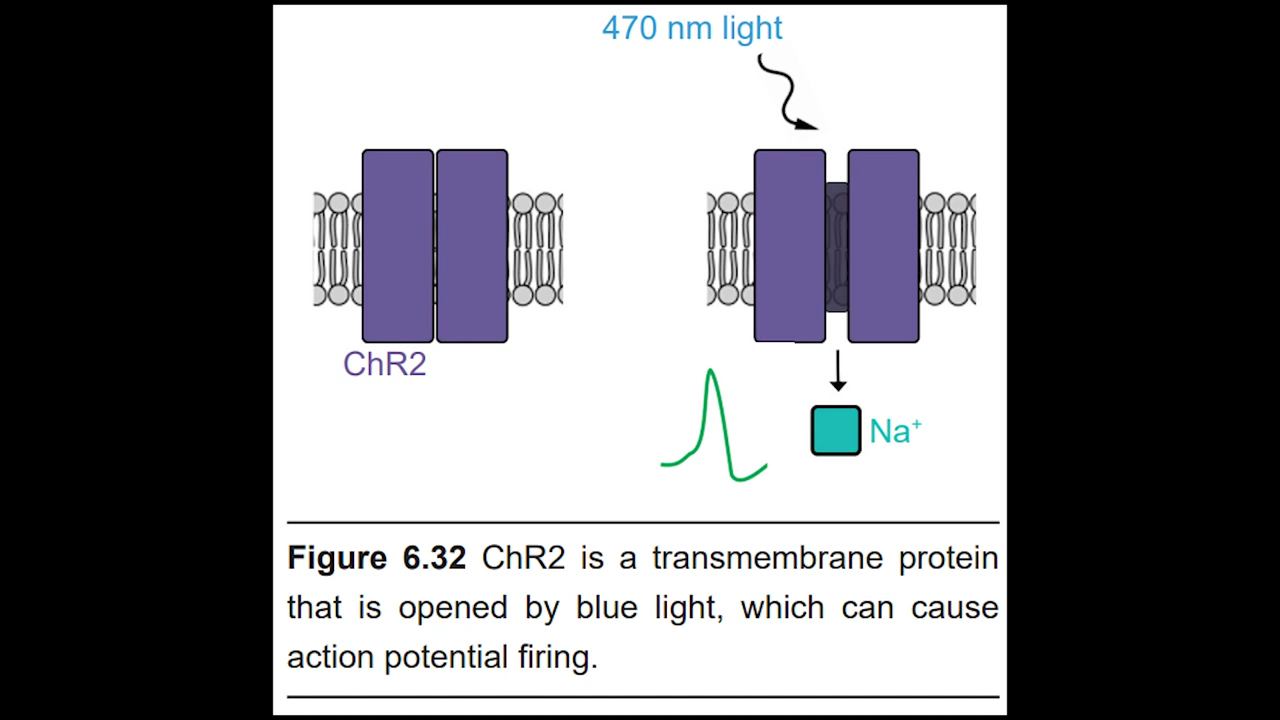 470 nm light
ChR2
Na⁺
Figure 6.32 ChR2 is a transmembrane protein
that is opened by blue light, which can cause
action potential firing.